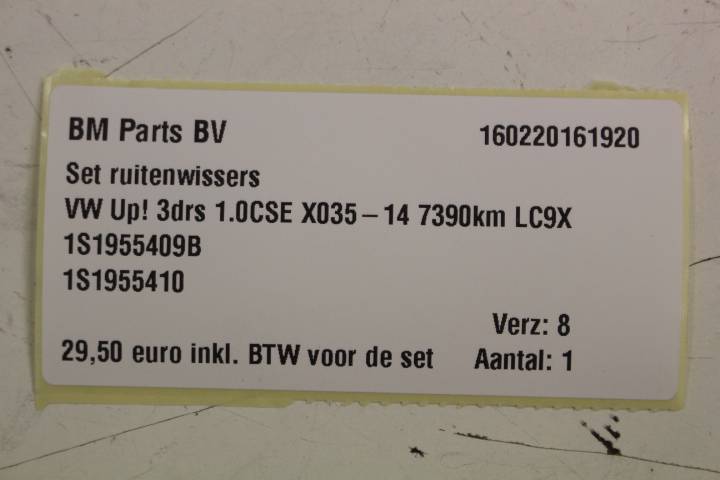 BM Parts BV 160220161920
Set ruitenwissers
VW Up! 3drs 1.0CSE X035 – 14 7390km LC9X
1S1955409B
1S1955410
Verz: 8
29,50 euro inkl. BTW voor de set Aantal: 1